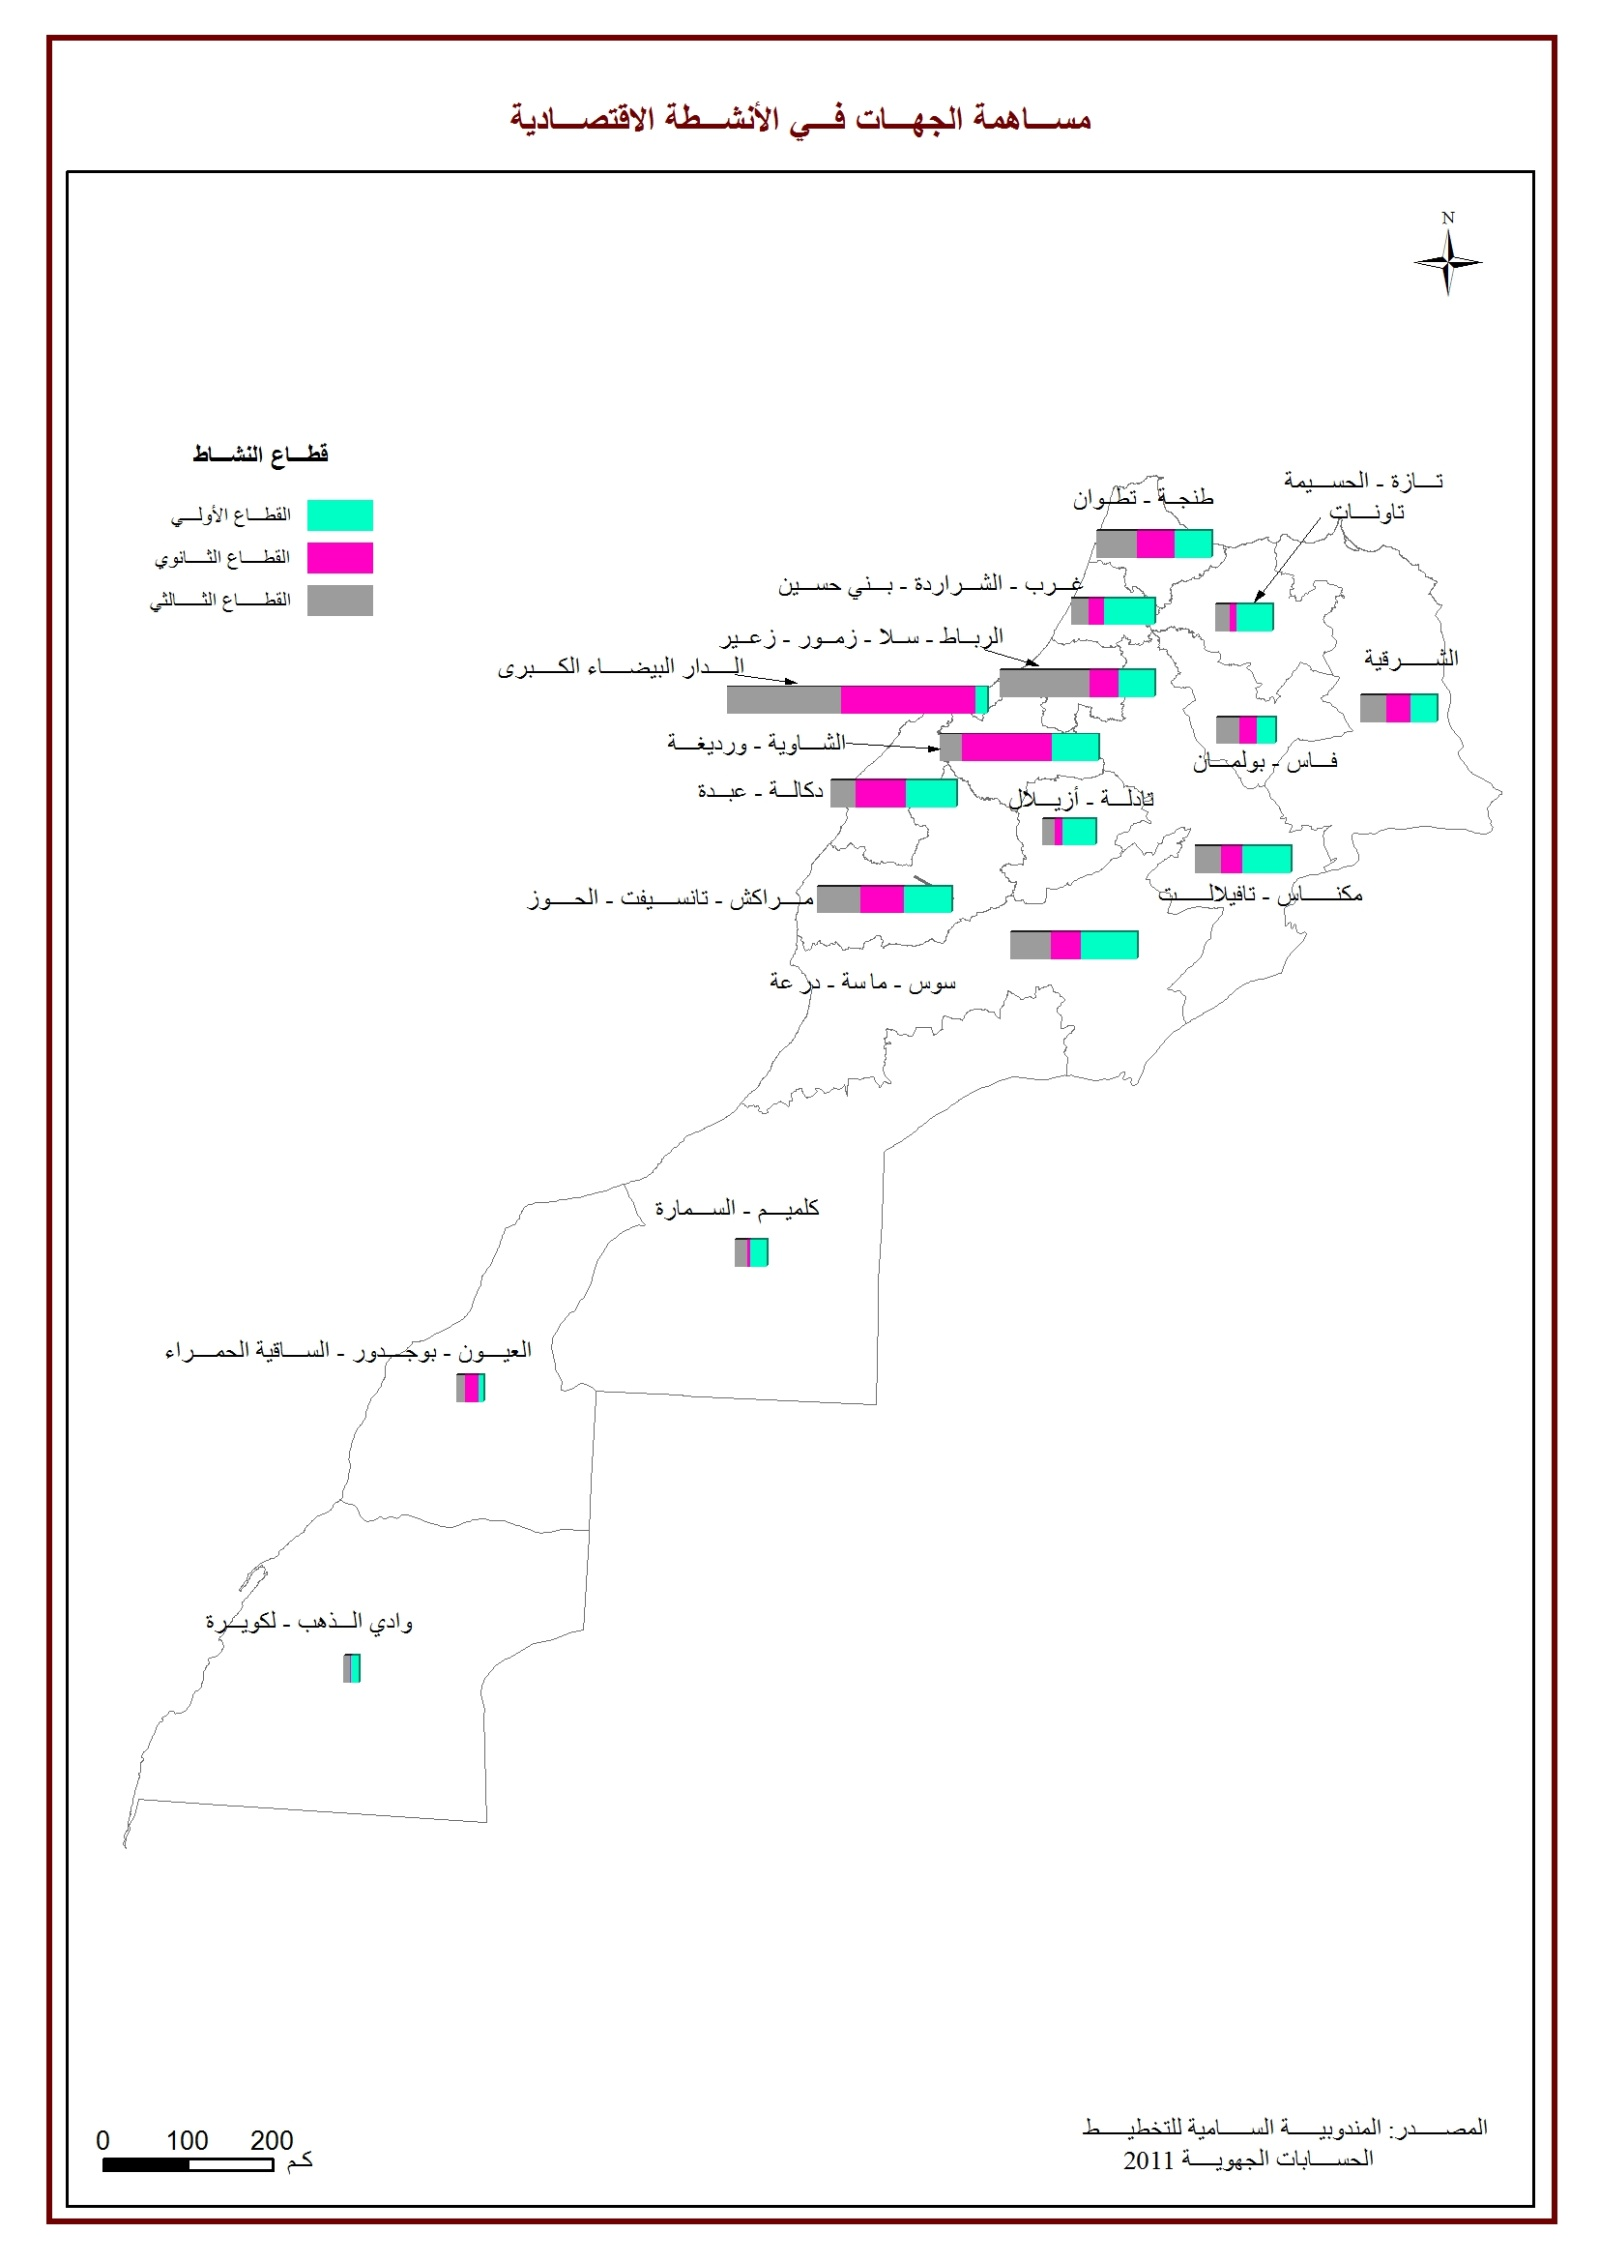 مساهمة الجهات في الأنشطة الاقتصادية
N
قطاع النشاط
القطاع الأولي
القطاع الثانوي
القطاع الثالثي
تازة - الحسيمة
تاونات
طنجة - تطوان
غرب - الشراردة - بني حسين
الرباط - سلا - زمور - زعير
الشرقية
الدار البيضاء الكبرى
الشاوية - ورديغة
فاس - بولمان
دكالة - عبدة
تادلة - أزيلال
مراكش - تانسيفت - الحوز
مكناس - تافيلالت
سوس - ماسة - درعة
كلميم - السمارة
العيون - بوجدور - الساقية الحمراء
وادي الذهب - لكويرة
المصدر: المندوبية السامية للتخطيط
الحسابات الجهوية 2011
0 100 200
كم